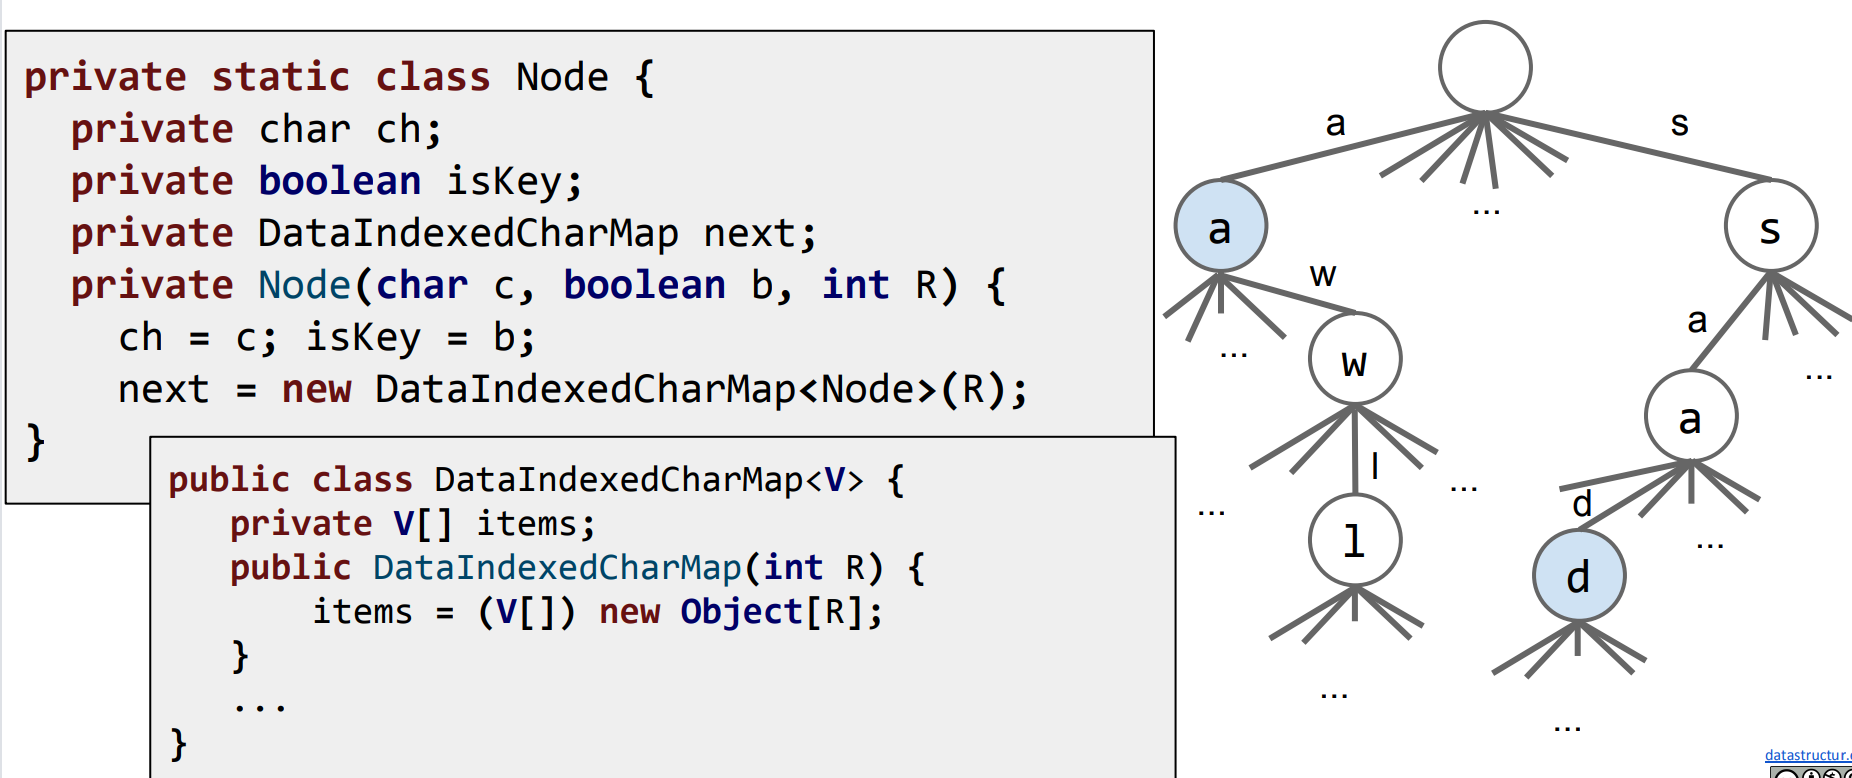 private static class Node {
private char ch;
private boolean isKey;
private DataIndexedCharMap next;
private Node(char c, boolean b, int R) {
ch = c; isKey = b;
next = new DataIndexedCharMap<Node>(R);
}
public class DataIndexedCharMap<V> {
private V[] items;
public DataIndexedCharMap(int R) {
items = (V[]) new Object[R];
}
...
}
a
s
...
a
s
w
a
...
w
...
a
l
d
...
...
l
...
d
...
...
datastructur.